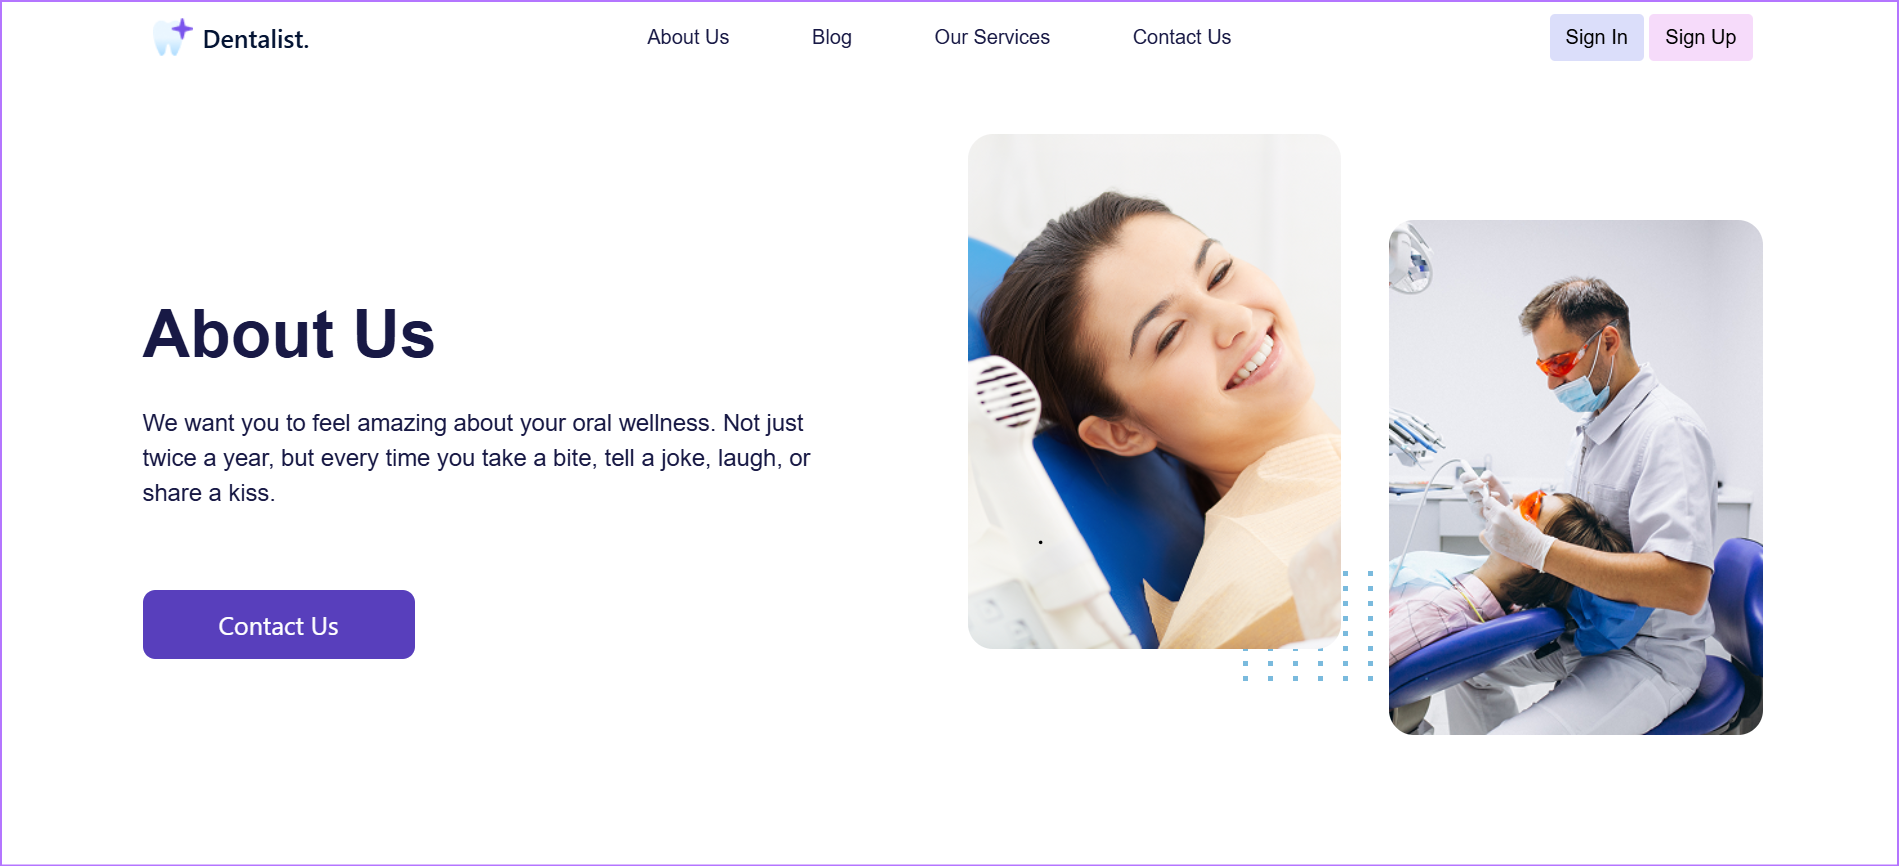 Dentalist.
About Us
Blog
Our Services
Contact Us
Sign In
Sign Up
About Us
We want you to feel amazing about your oral wellness. Not just
twice a year, but every time you take a bite, tell a joke, laugh, or
share a kiss.
Contact Us